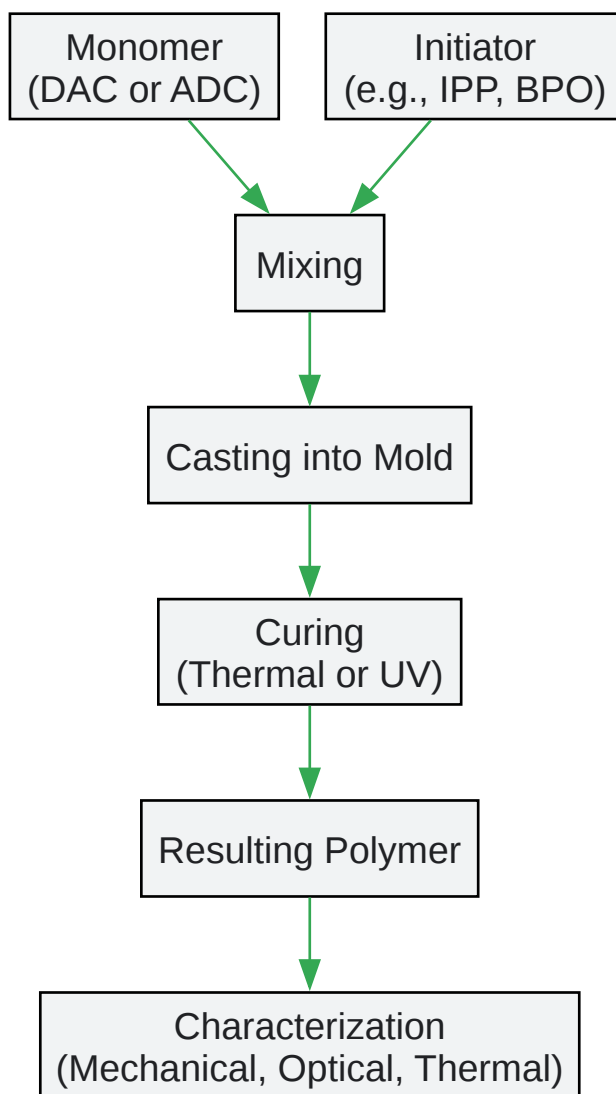 Monomer
(DAC or ADC)
Initiator
(e.g., IPP, BPO)
Mixing
Casting into Mold
Curing
(Thermal or UV)
Resulting Polymer
Characterization
(Mechanical, Optical, Thermal)